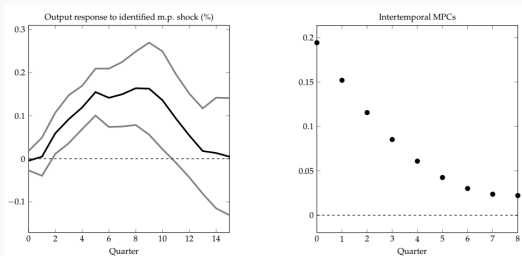 Output response to identified m.p. shock (%)
0.3
0.2
0.1
0
−0.1
0 2 4 6 8 10 12 14
Quarter
Intertemporal MPCs
0.2
0.15
0.1
0.05
0
0 1 2 3 4 5 6 7 8
Quarter